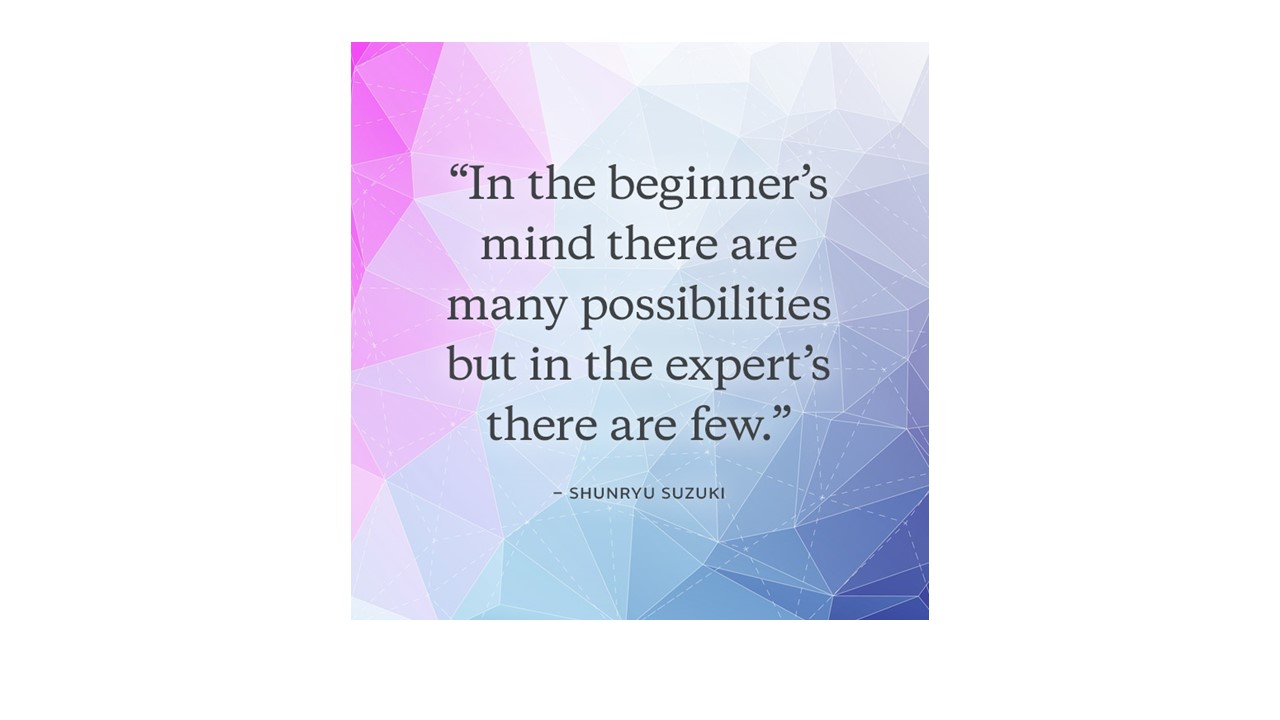 “In the beginner’s
mind there are
many possibilities
but in the expert’s
there are few.”
– SHUNRYU SUZUKI